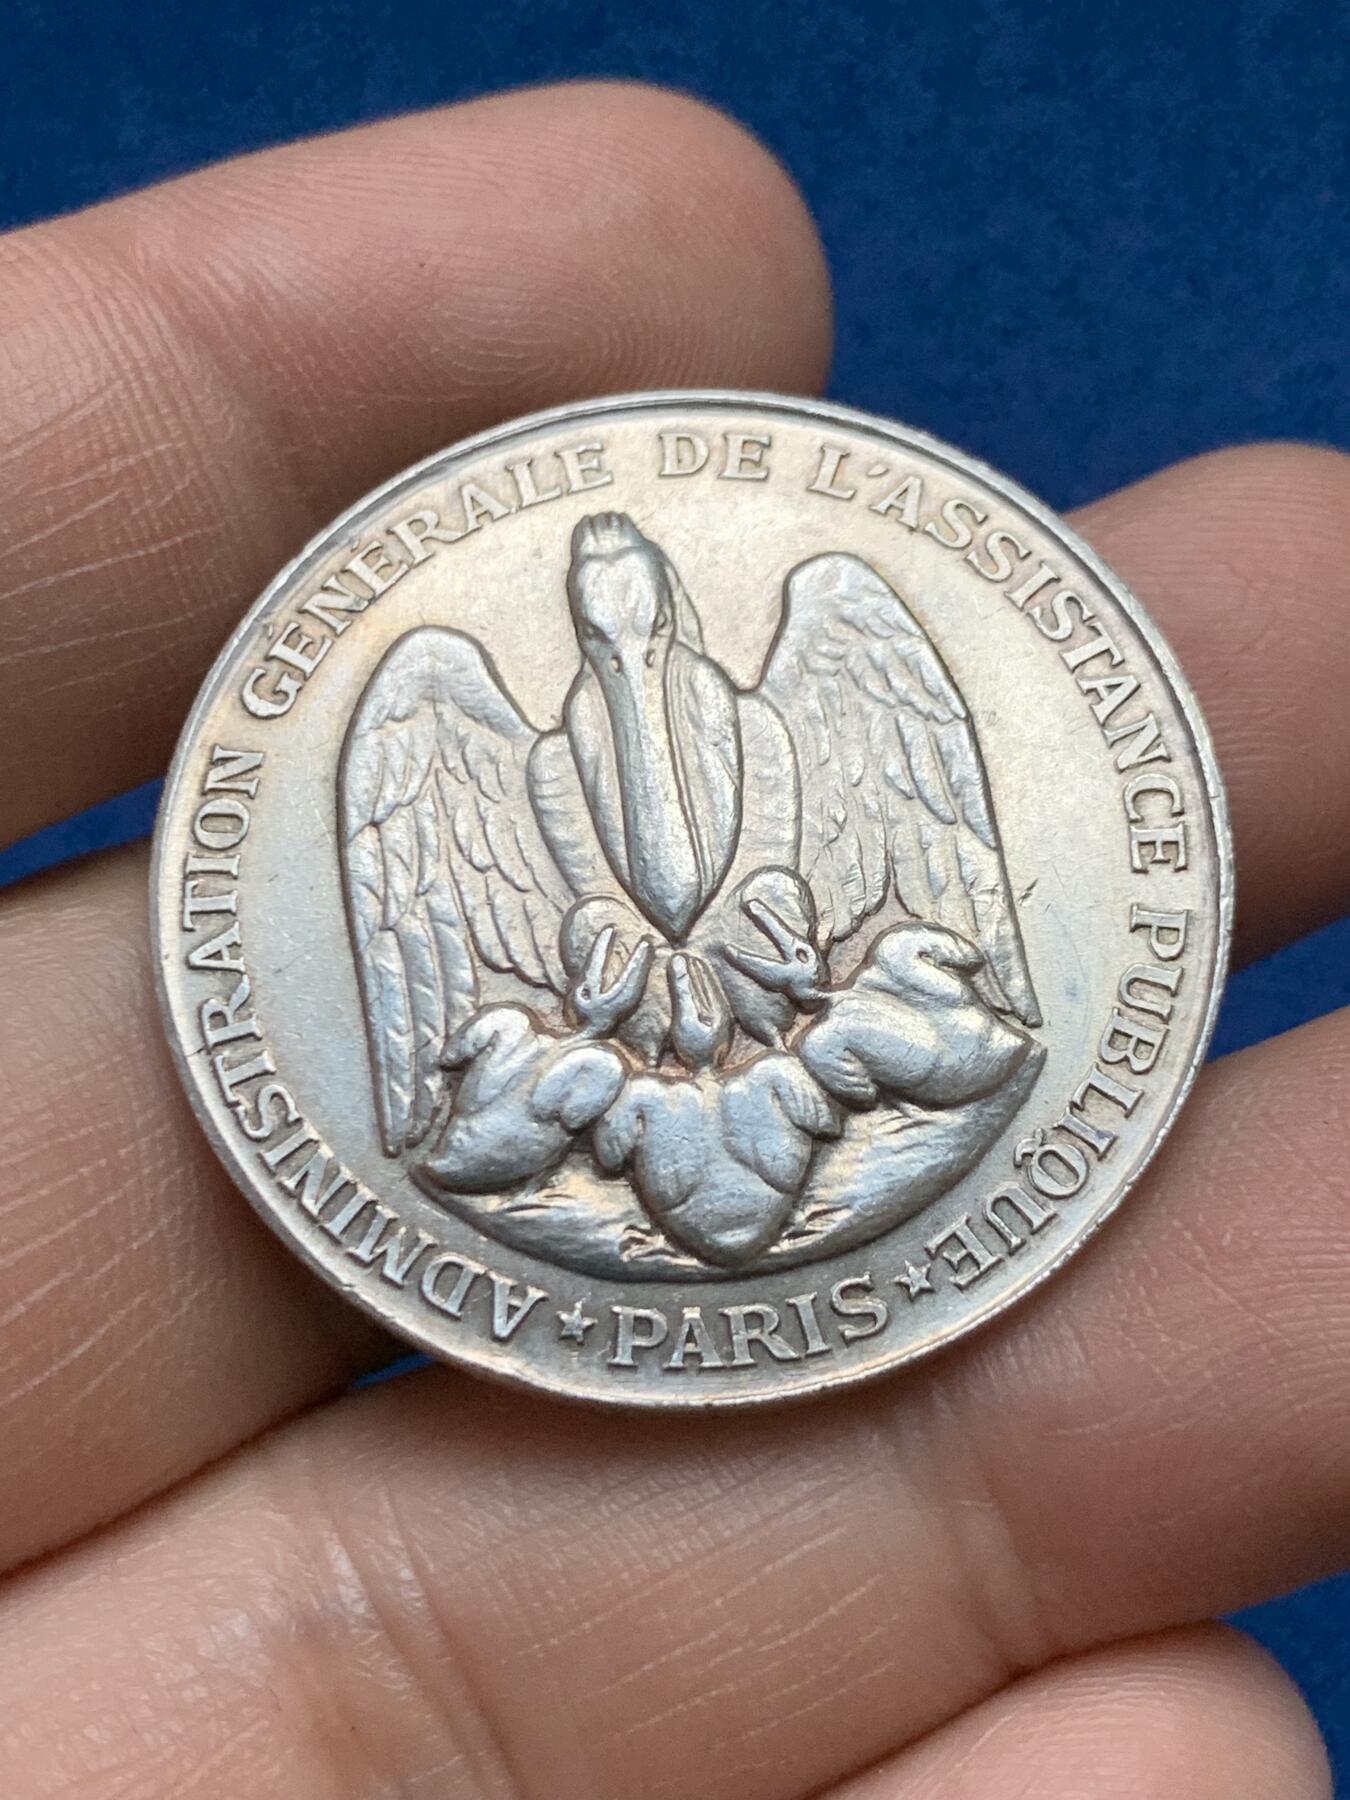 ADMINISTRATION GÉNÉRALE DE L'ASSISTANCE PUBLIQUE
★ PARIS ★